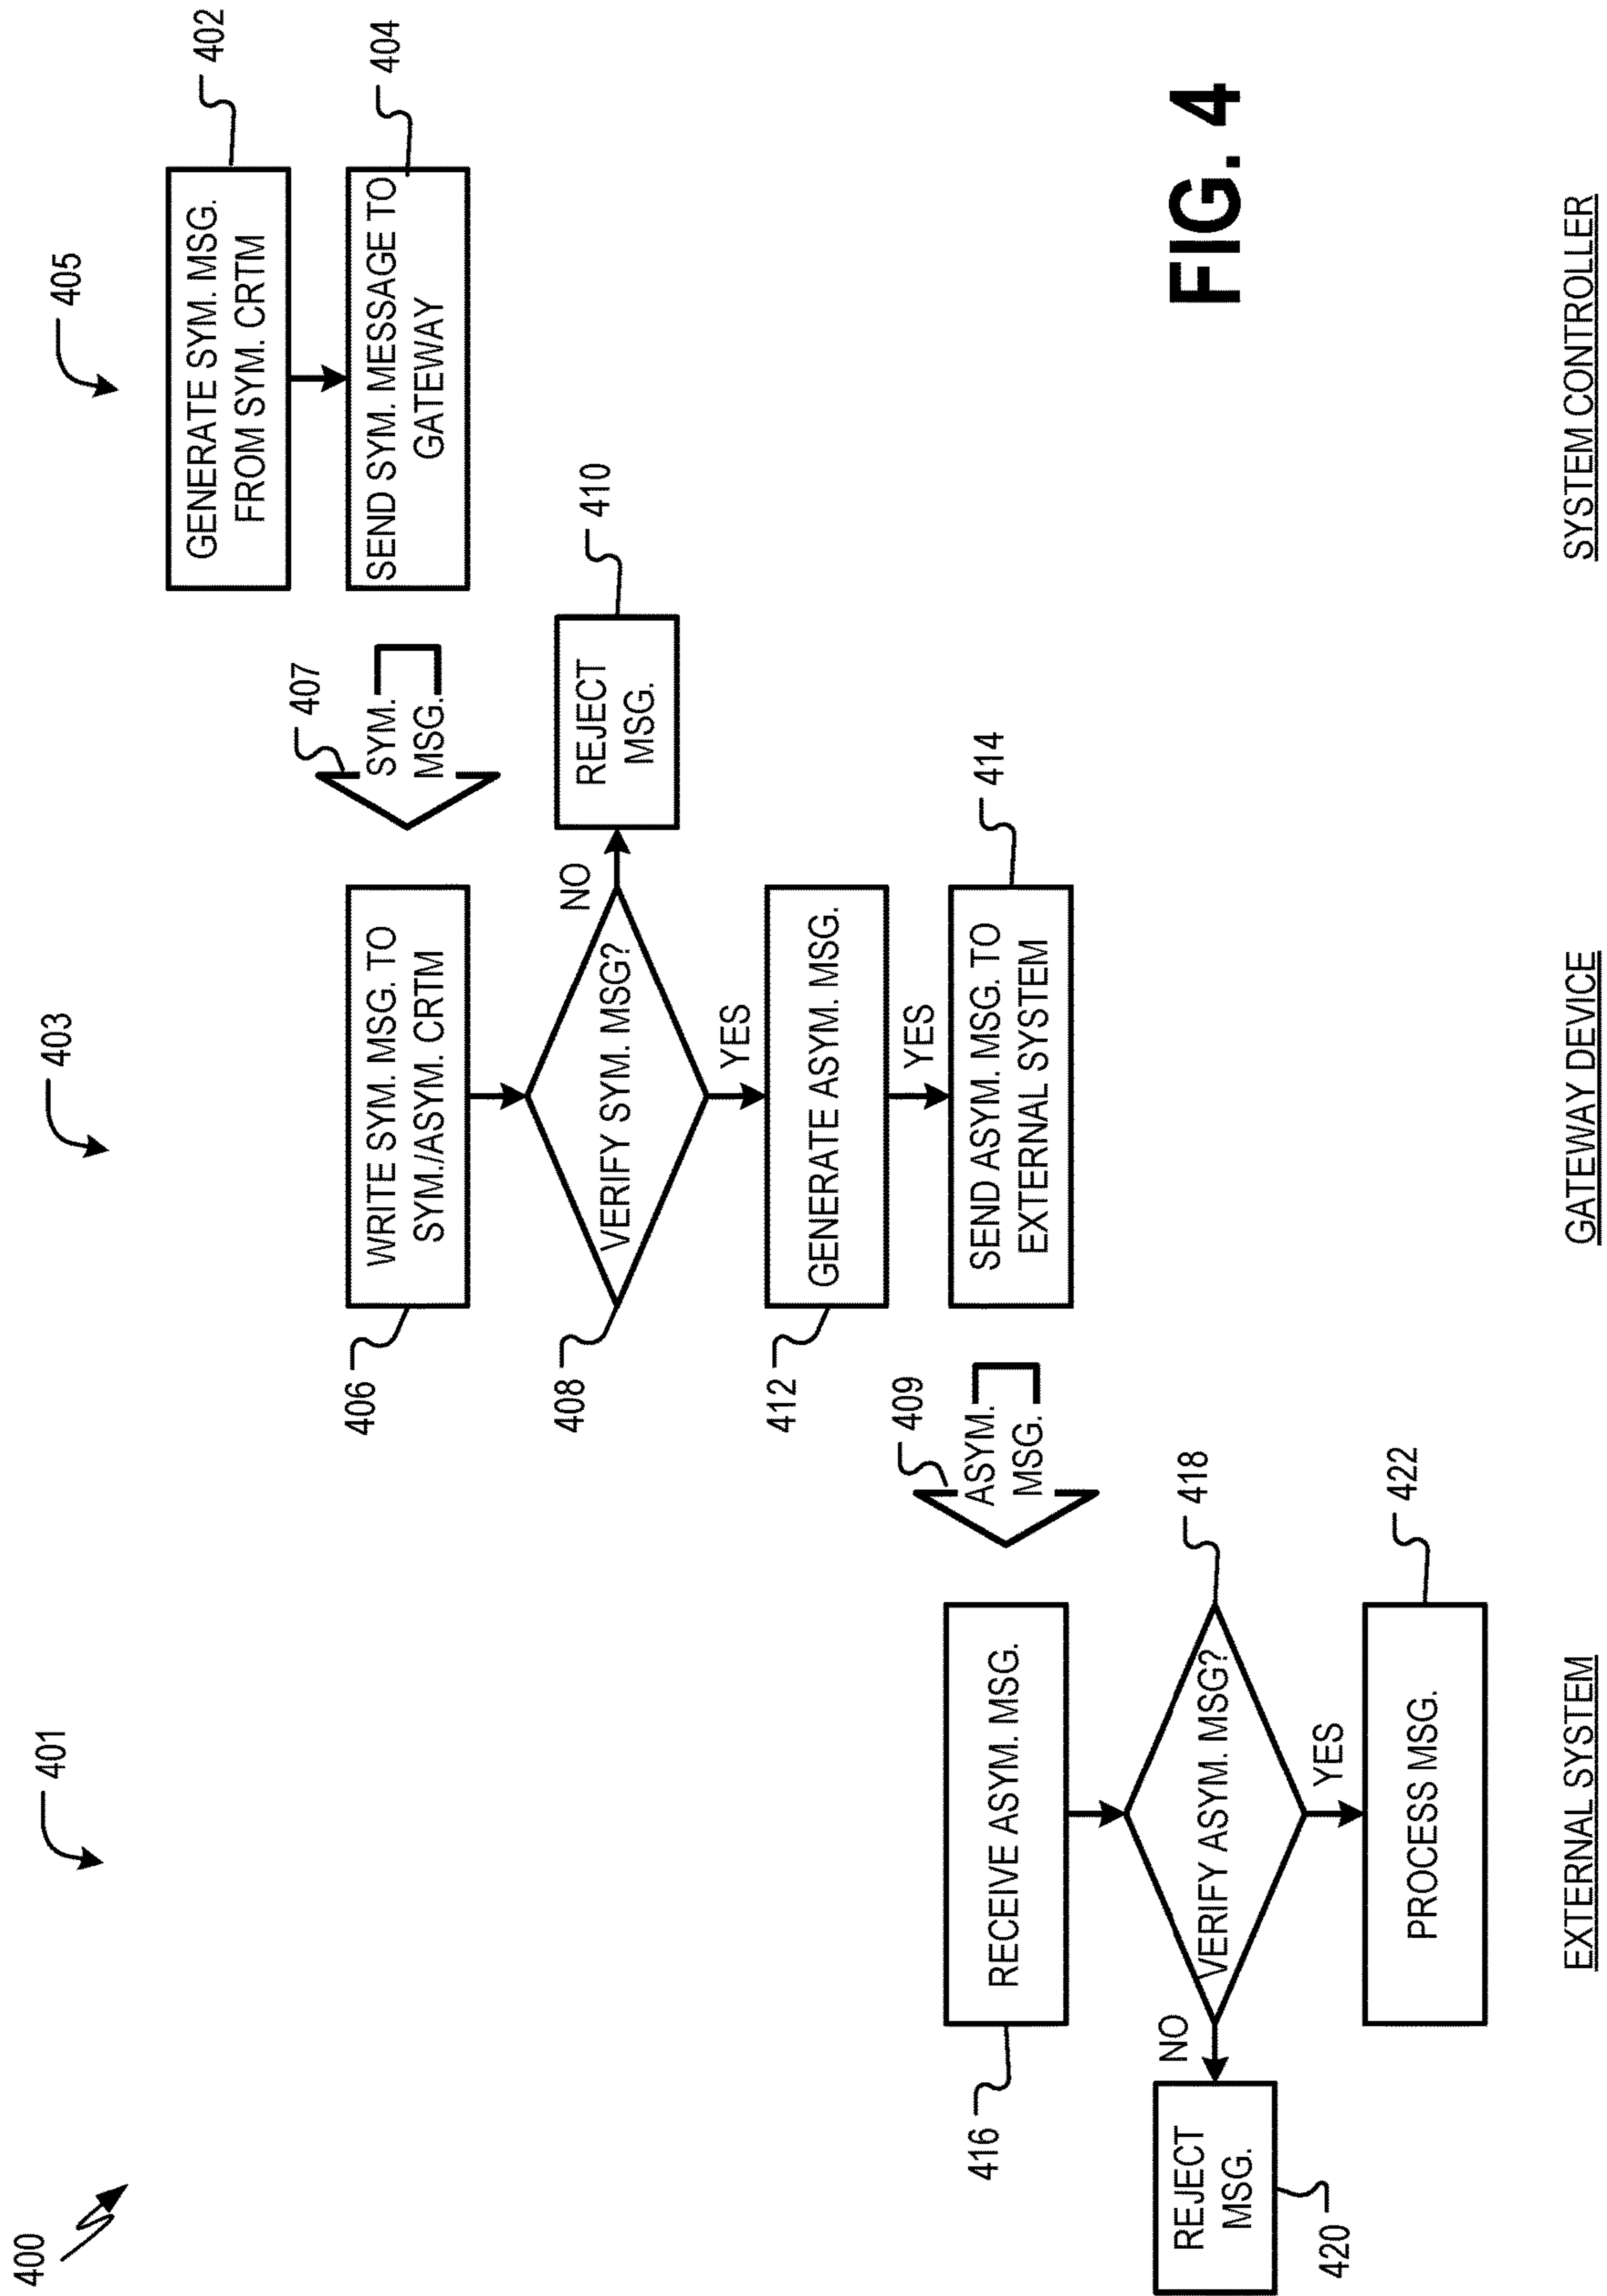 400
401
403
405
GENERATE SYM. MSG.
FROM SYM. CRTM
402
SEND SYM. MESSAGE TO
GATEWAY
404
407
SYM.
MSG.
WRITE SYM. MSG. TO
SYM./ASYM. CRTM
406
VERIFY SYM. MSG?
408
NO
REJECT
MSG.
410
YES
GENERATE ASYM. MSG.
412
YES
SEND ASYM. MSG. TO
EXTERNAL SYSTEM
414
409
ASYM.
MSG.
RECEIVE ASYM. MSG.
416
VERIFY ASYM. MSG?
418
NO
REJECT
MSG.
420
YES
PROCESS MSG.
422
EXTERNAL SYSTEM
GATEWAY DEVICE
SYSTEM CONTROLLER
FIG. 4